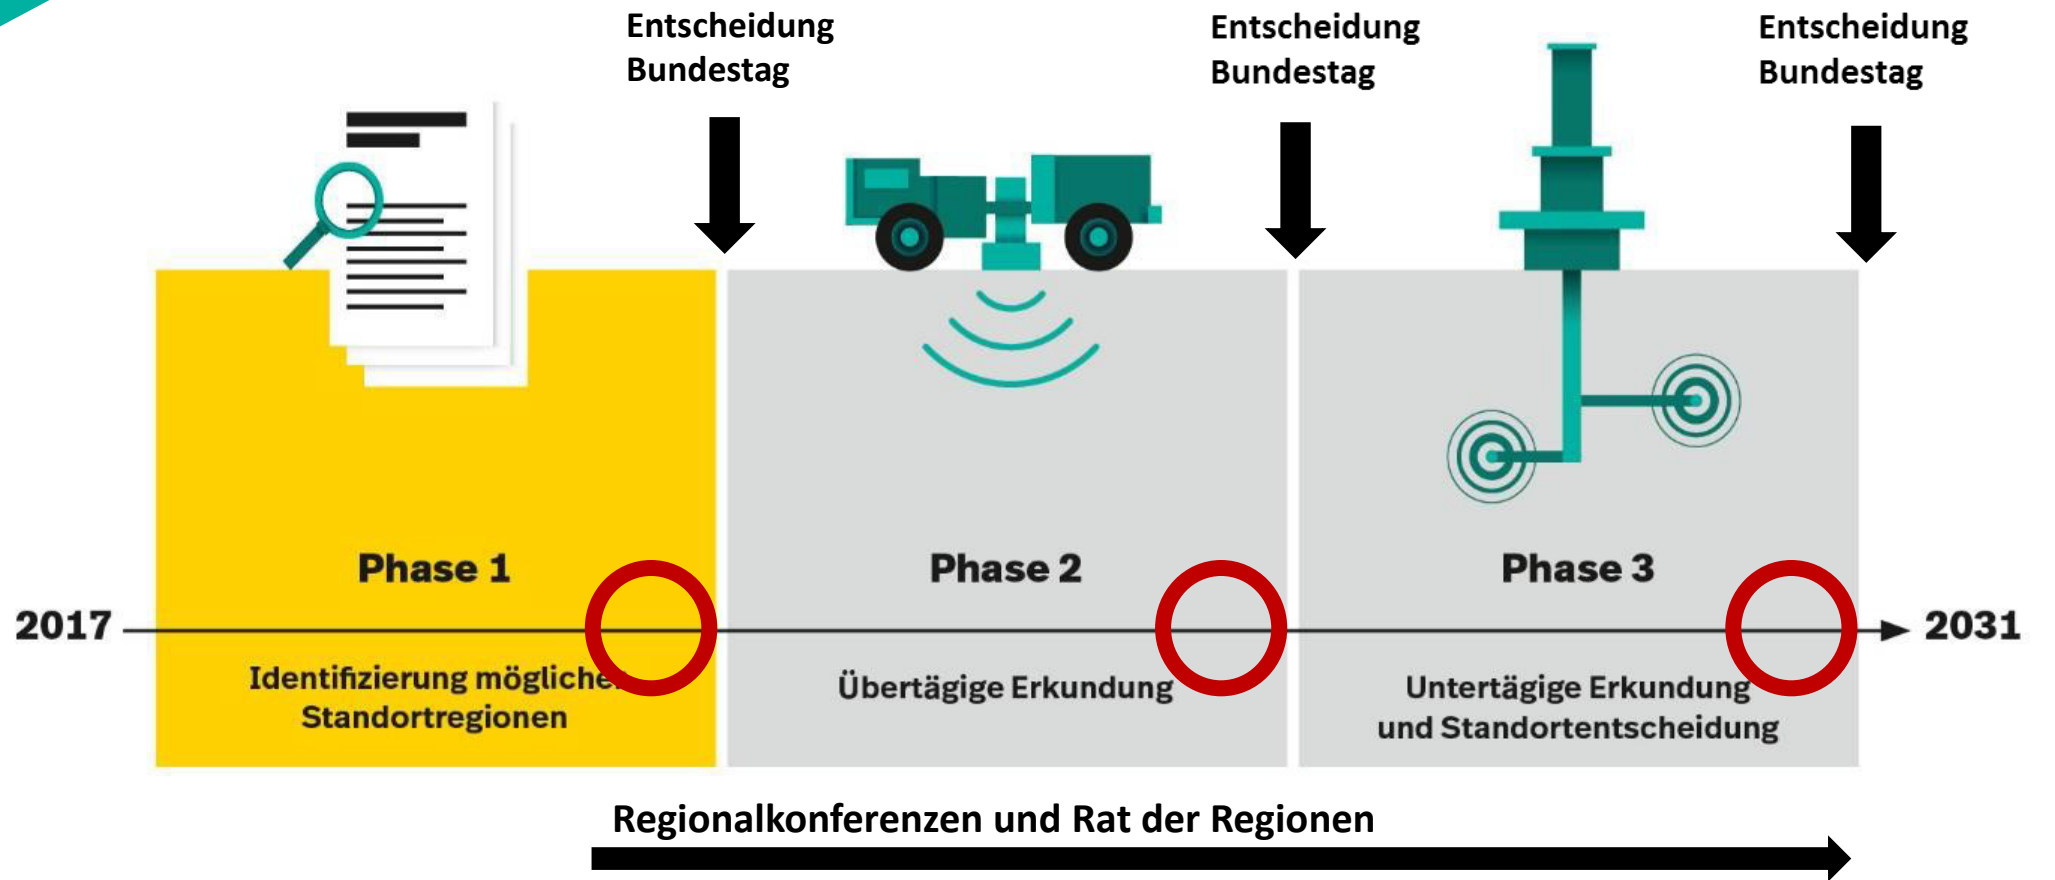 Entscheidung
Bundestag
Entscheidung
Bundestag
Entscheidung
Bundestag
Phase 1
Phase 2
Phase 3
2017
2031
Identifizierung mögliche
Standortregionen
Übertägige Erkundung
Untertägige Erkundung
und Standortentscheidung
Regionalkonferenzen und Rat der Regionen